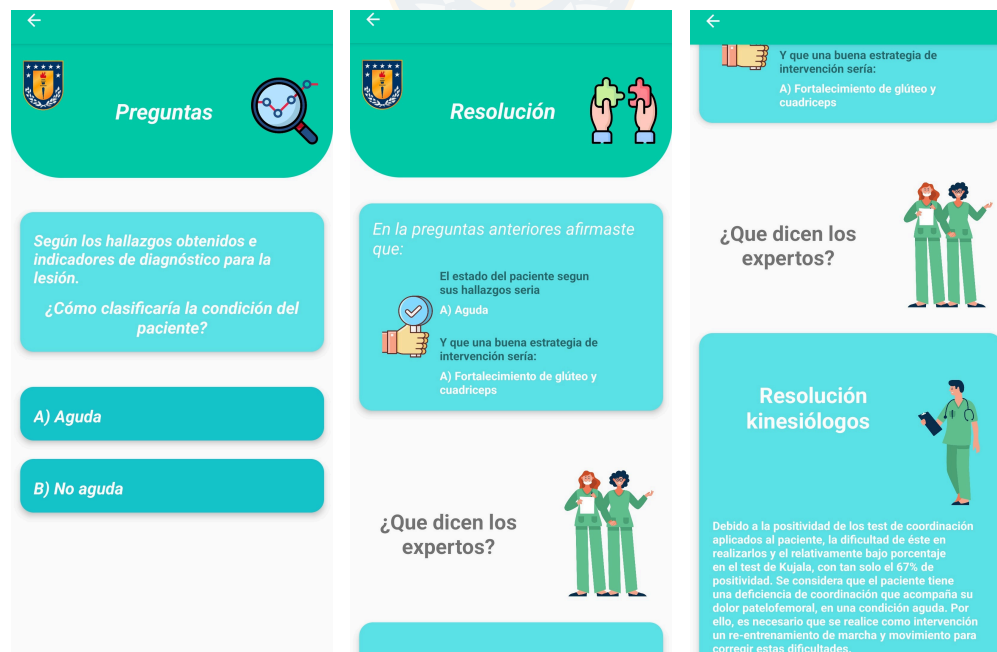 Preguntas
Según los hallazgos obtenidos e
indicadores de diagnóstico para la
lesión.
¿Cómo clasificaría la condición del
paciente?
A) Aguda
B) No aguda
Resolución
En la preguntas anteriores afirmaste
que:
El estado del paciente segun
sus hallazgos seria
A) Aguda
Y que una buena estrategia de
intervención sería:
A) Fortalecimiento de glúteo y
cuadriceps
¿Que dicen los
expertos?
Y que una buena estrategia de
intervención sería:
A) Fortalecimiento de glúteo y
cuadriceps
¿Que dicen los
expertos?
Resolución
kinesiólogos
Debido a la positividad de los test de coordinación
aplicados al paciente, la dificultad de éste en
realizarlos y el relativamente bajo porcentaje
en el test de Kujala, con tan solo el 67% de
positividad. Se considera que el paciente tiene
una deficiencia de coordinación que acompaña su
dolor patelofemoral, en una condición aguda. Por
ello, es necesario que se realice como intervención
un re-entrenamiento de marcha y movimiento para
corregir estas dificultades.